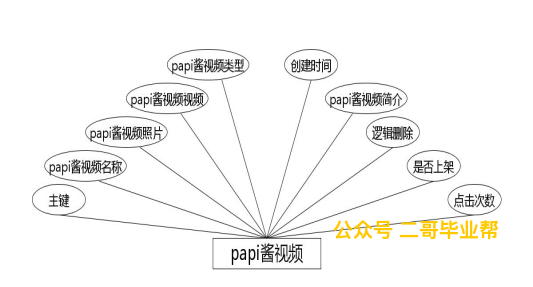 papi酱视频类型
创建时间
papi酱视频视频
papi酱视频简介
papi酱视频照片
逻辑删除
papi酱视频名称
是否上架
主键
点击次数
公众号 二哥毕业帮
papi酱视频